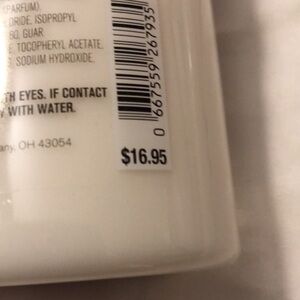 (PARFUM),
ORIDE, ISOPROPYL
60, GUAR
E, TOCOPHERYL ACETATE,
S, SODIUM HYDROXIDE,
TH EYES. IF CONTACT
WITH WATER.
any, OH 43054
0 667559 267935
$16.95